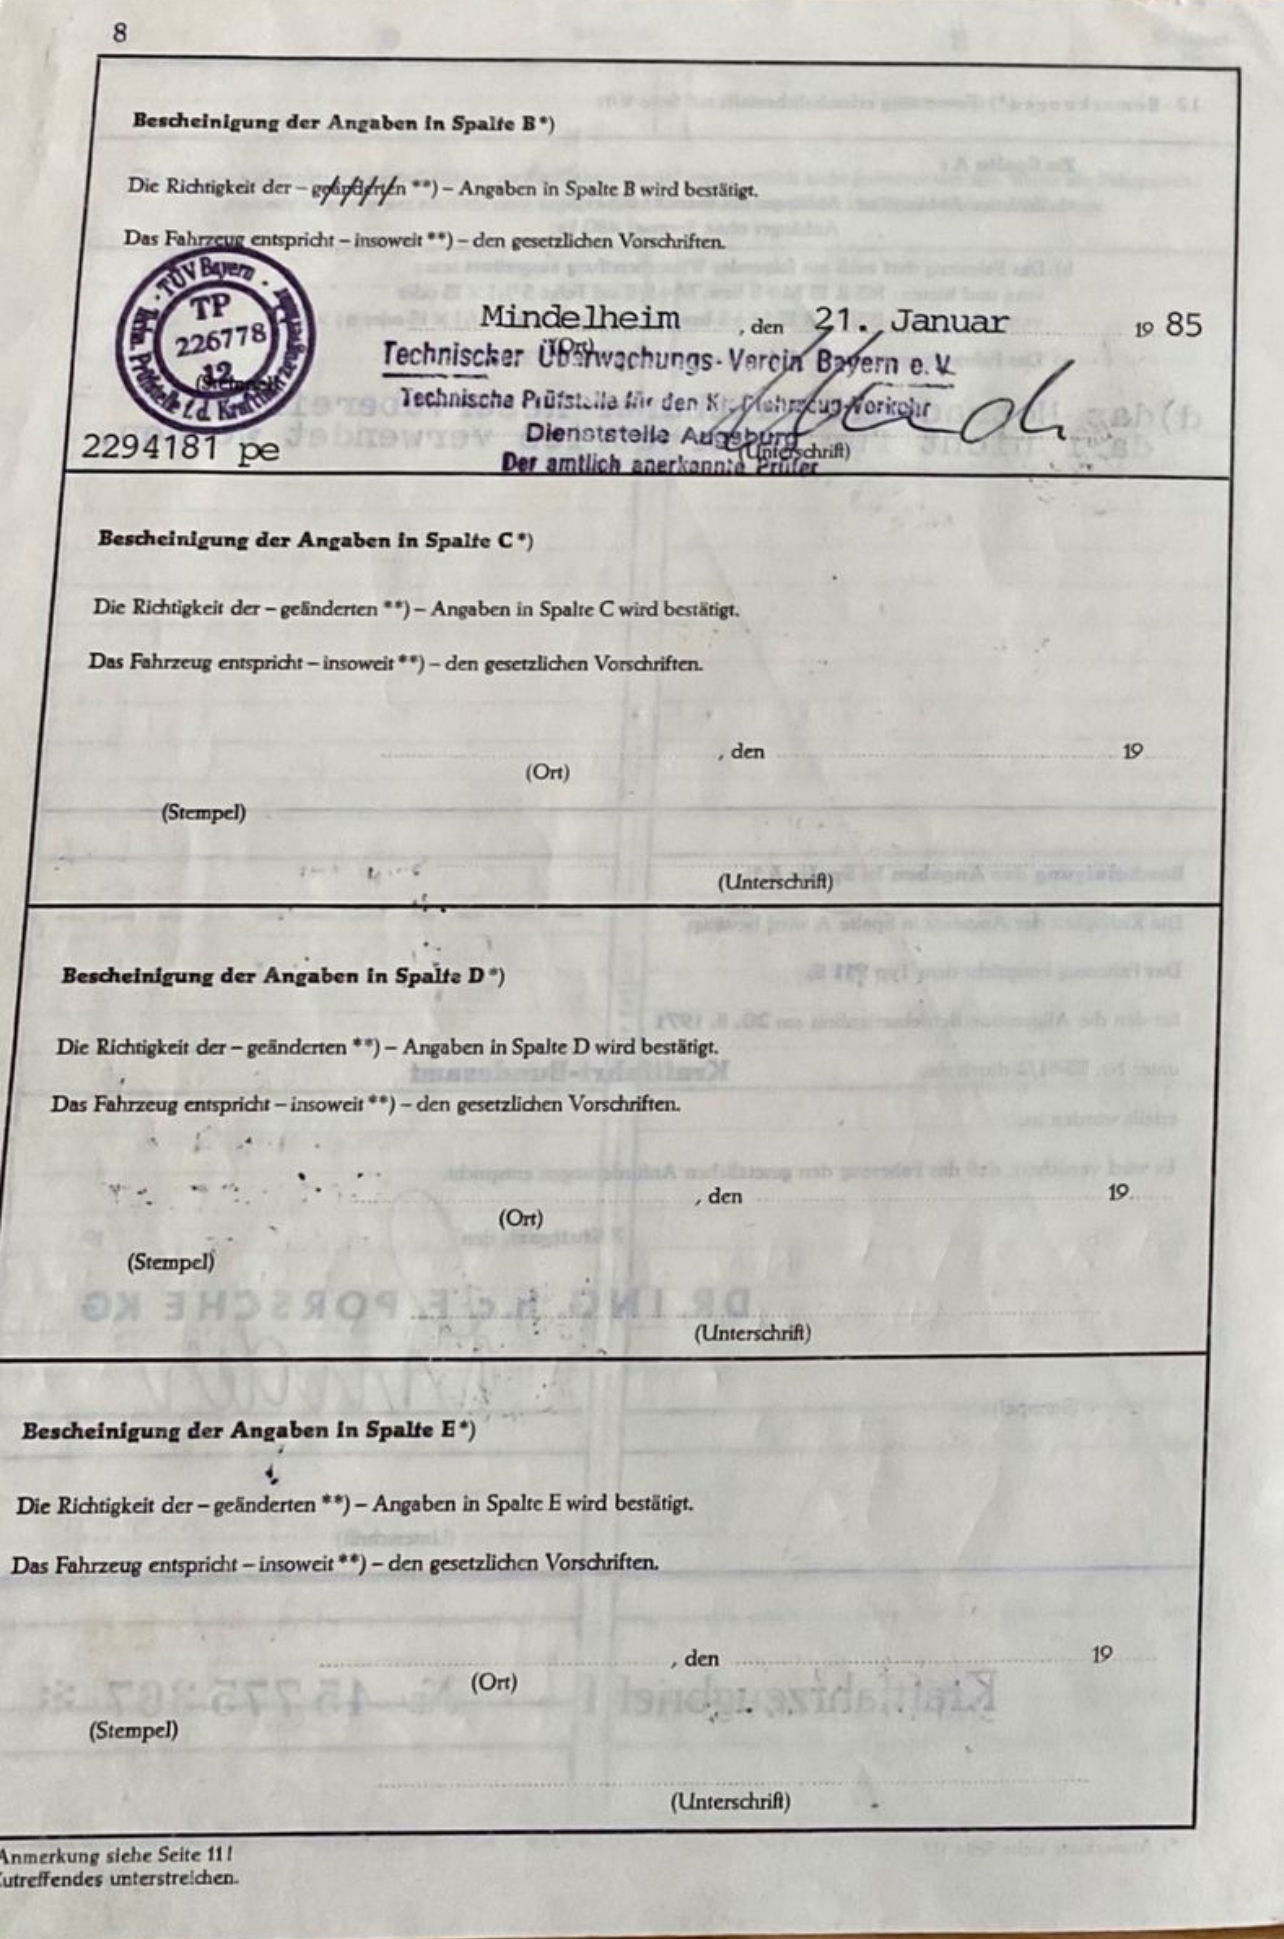 8
Bescheinigung der Angaben in Spalte B*)
Die Richtigkeit der – geänderten **) – Angaben in Spalte B wird bestätigt.
Das Fahrzeug entspricht – insoweit **) – den gesetzlichen Vorschriften.
Techn. Prüfstelle f. d. Kraftfahrzeugverkehr · TÜV Bayern ·
TP
226778
12
(Stempel)
Mindelheim , den 21. Januar 19 85
(Ort)
Technischer Überwachungs-Verein Bayern e. V.
Technische Prüfstelle für den Kraftfahrzeug-Verkehr
Dienststelle Augsburg
(Unterschrift)
Der amtlich anerkannte Prüfer
2294181 pe
Bescheinigung der Angaben in Spalte C*)
Die Richtigkeit der – geänderten **) – Angaben in Spalte C wird bestätigt.
Das Fahrzeug entspricht – insoweit **) – den gesetzlichen Vorschriften.
, den 19
(Ort)
(Stempel)
(Unterschrift)
Bescheinigung der Angaben in Spalte D*)
Die Richtigkeit der – geänderten **) – Angaben in Spalte D wird bestätigt.
Das Fahrzeug entspricht – insoweit **) – den gesetzlichen Vorschriften.
, den 19
(Ort)
(Stempel)
(Unterschrift)
Bescheinigung der Angaben in Spalte E*)
Die Richtigkeit der – geänderten **) – Angaben in Spalte E wird bestätigt.
Das Fahrzeug entspricht – insoweit **) – den gesetzlichen Vorschriften.
, den 19
(Ort)
(Stempel)
(Unterschrift)
Anmerkung siehe Seite 11!
Zutreffendes unterstreichen.